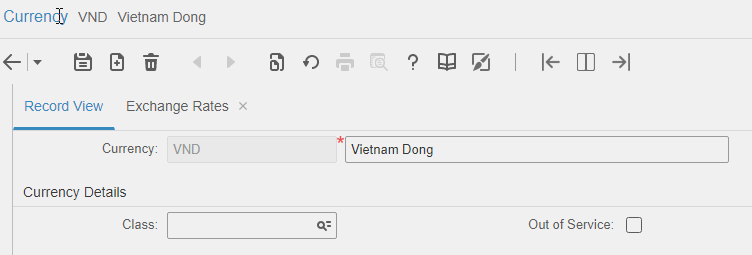 Currency VND Vietnam Dong
Record View Exchange Rates ×
Currency: VND * Vietnam Dong
Currency Details
Class: Out of Service: